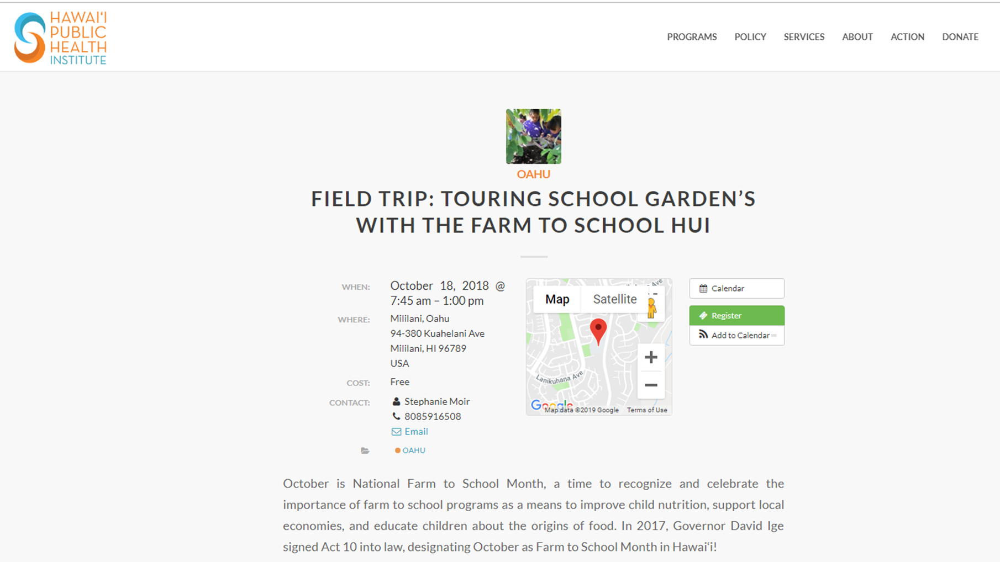 HAWAI‘I
PUBLIC
HEALTH
INSTITUTE
PROGRAMS
POLICY
SERVICES
ABOUT
ACTION
DONATE
OAHU
FIELD TRIP: TOURING SCHOOL GARDEN’S
WITH THE FARM TO SCHOOL HUI
WHEN:
October 18, 2018 @
7:45 am – 1:00 pm
WHERE:
Mililani, Oahu
94-380 Kuahelani Ave
Mililani, HI 96789
USA
COST:
Free
CONTACT:
Stephanie Moir
8085916508
Email
OAHU
Map
Satellite
Ave
Lanikuhana Ave
Google
Map data ©2019 Google
Terms of Use
Calendar
Register
Add to Calendar
October is National Farm to School Month, a time to recognize and celebrate the
importance of farm to school programs as a means to improve child nutrition, support local
economies, and educate children about the origins of food. In 2017, Governor David Ige
signed Act 10 into law, designating October as Farm to School Month in Hawai‘i!